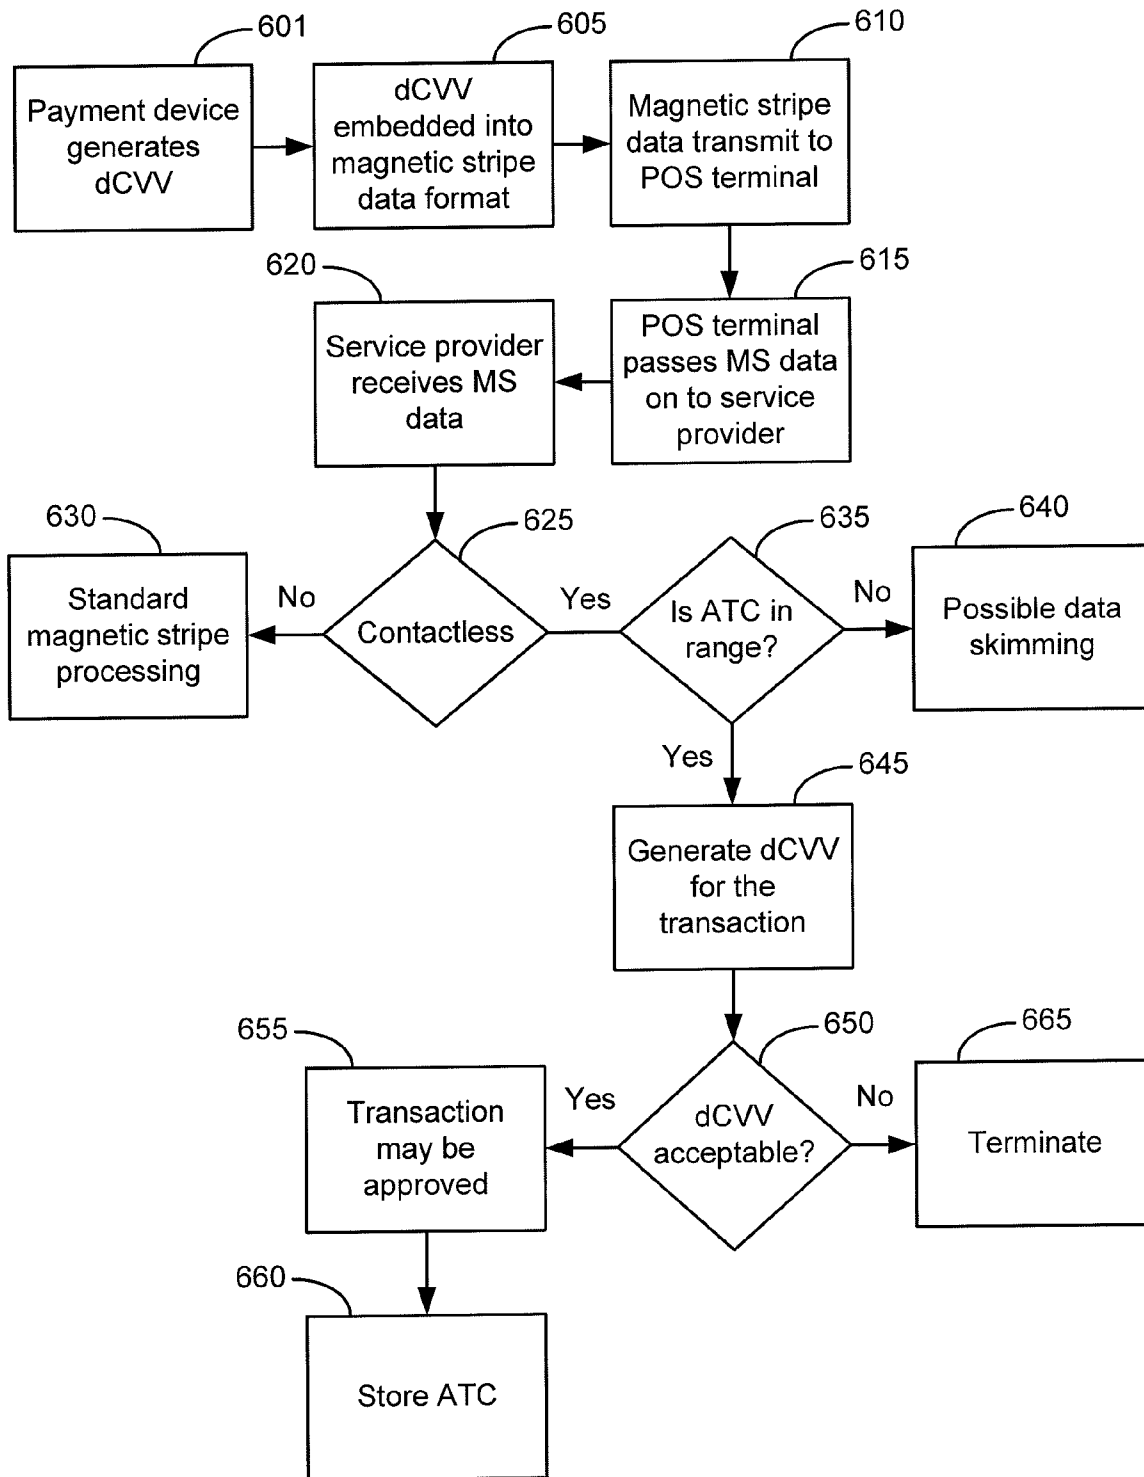 601
Payment device
generates
dCVV
605
dCVV
embedded into
magnetic stripe
data format
610
Magnetic stripe
data transmit to
POS terminal
615
POS terminal
passes MS data
on to service
provider
620
Service provider
receives MS
data
625
Contactless
No
630
Standard
magnetic stripe
processing
Yes
635
Is ATC in
range?
No
640
Possible data
skimming
Yes
645
Generate dCVV
for the
transaction
650
dCVV
acceptable?
Yes
655
Transaction
may be
approved
No
665
Terminate
660
Store ATC